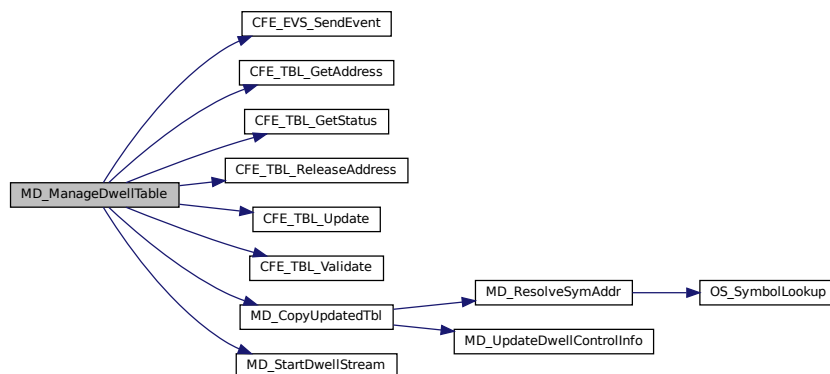 CFE_EVS_SendEvent
CFE_TBL_GetAddress
CFE_TBL_GetStatus
CFE_TBL_ReleaseAddress
MD_ManageDwellTable
CFE_TBL_Update
CFE_TBL_Validate
MD_ResolveSymAddr
OS_SymbolLookup
MD_CopyUpdatedTbl
MD_UpdateDwellControlInfo
MD_StartDwellStream